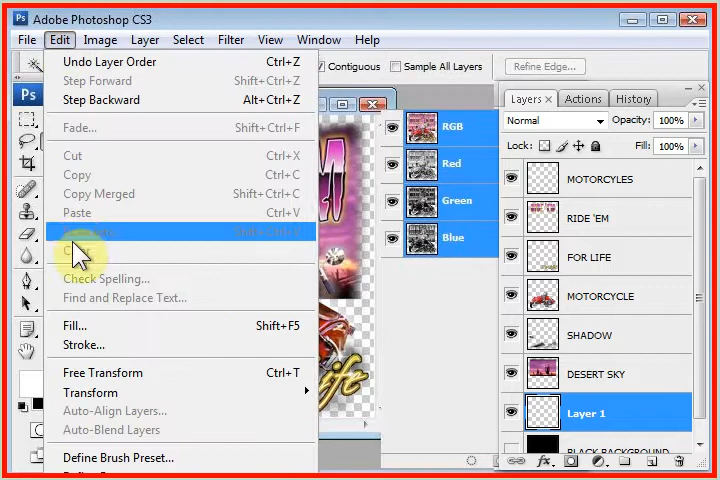 Adobe Photoshop CS3
File Edit Image Layer Select Filter View Window Help
Contiguous Sample All Layers Refine Edge...
Undo Layer Order Ctrl+Z
Step Forward Shift+Ctrl+Z
Step Backward Alt+Ctrl+Z
Fade... Shift+Ctrl+F
Cut Ctrl+X
Copy Ctrl+C
Copy Merged Shift+Ctrl+C
Paste Ctrl+V
Check Spelling...
Find and Replace Text...
Fill... Shift+F5
Stroke...
Free Transform Ctrl+T
Transform
Auto-Align Layers...
Auto-Blend Layers
Define Brush Preset...
Ps
RGB
Red
Green
Blue
Layers Actions History
Normal Opacity: 100%
Lock: Fill: 100%
MOTORCYLES
RIDE 'EM
FOR LIFE
MOTORCYCLE
SHADOW
DESERT SKY
Layer 1
BLACK BACKGROUND